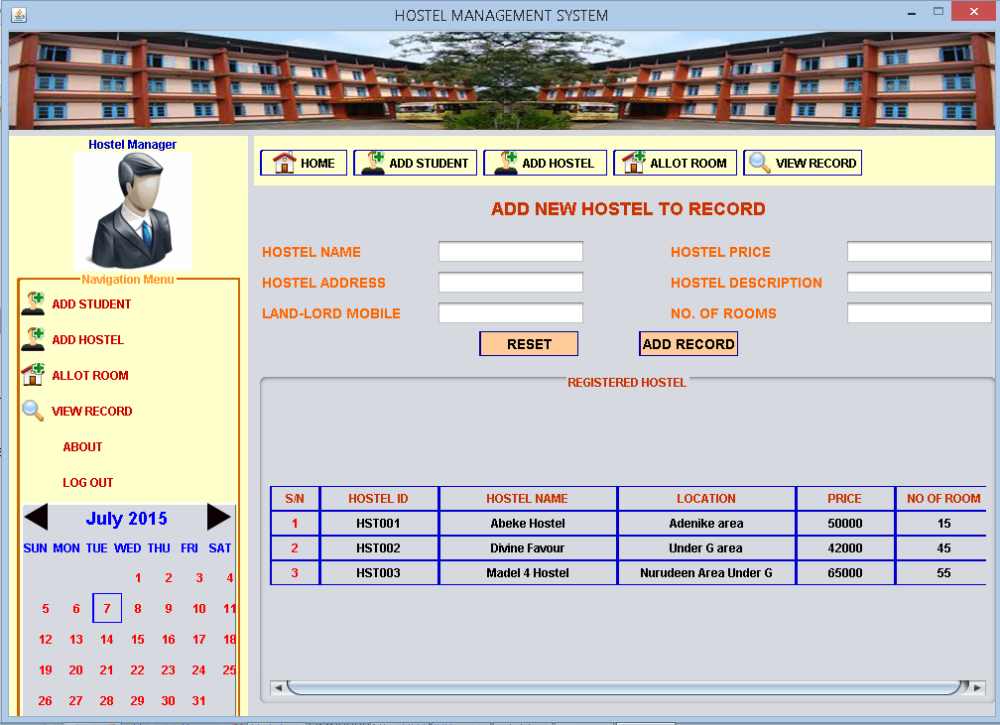 HOSTEL MANAGEMENT SYSTEM
Hostel Manager
HOME ADD STUDENT ADD HOSTEL ALLOT ROOM VIEW RECORD
Navigation Menu
ADD STUDENT
ADD HOSTEL
ALLOT ROOM
VIEW RECORD
ABOUT
LOG OUT
July 2015
SUN MON TUE WED THU FRI SAT
1 2 3 4
5 6 7 8 9 10 11
12 13 14 15 16 17 18
19 20 21 22 23 24 25
26 27 28 29 30 31
ADD NEW HOSTEL TO RECORD
HOSTEL NAME HOSTEL PRICE
HOSTEL ADDRESS HOSTEL DESCRIPTION
LAND-LORD MOBILE NO. OF ROOMS
RESET ADD RECORD
REGISTERED HOSTEL
S/N HOSTEL ID HOSTEL NAME LOCATION PRICE NO OF ROOM
1 HST001 Abeke Hostel Adenike area 50000 15
2 HST002 Divine Favour Under G area 42000 45
3 HST003 Madel 4 Hostel Nurudeen Area Under G 65000 55